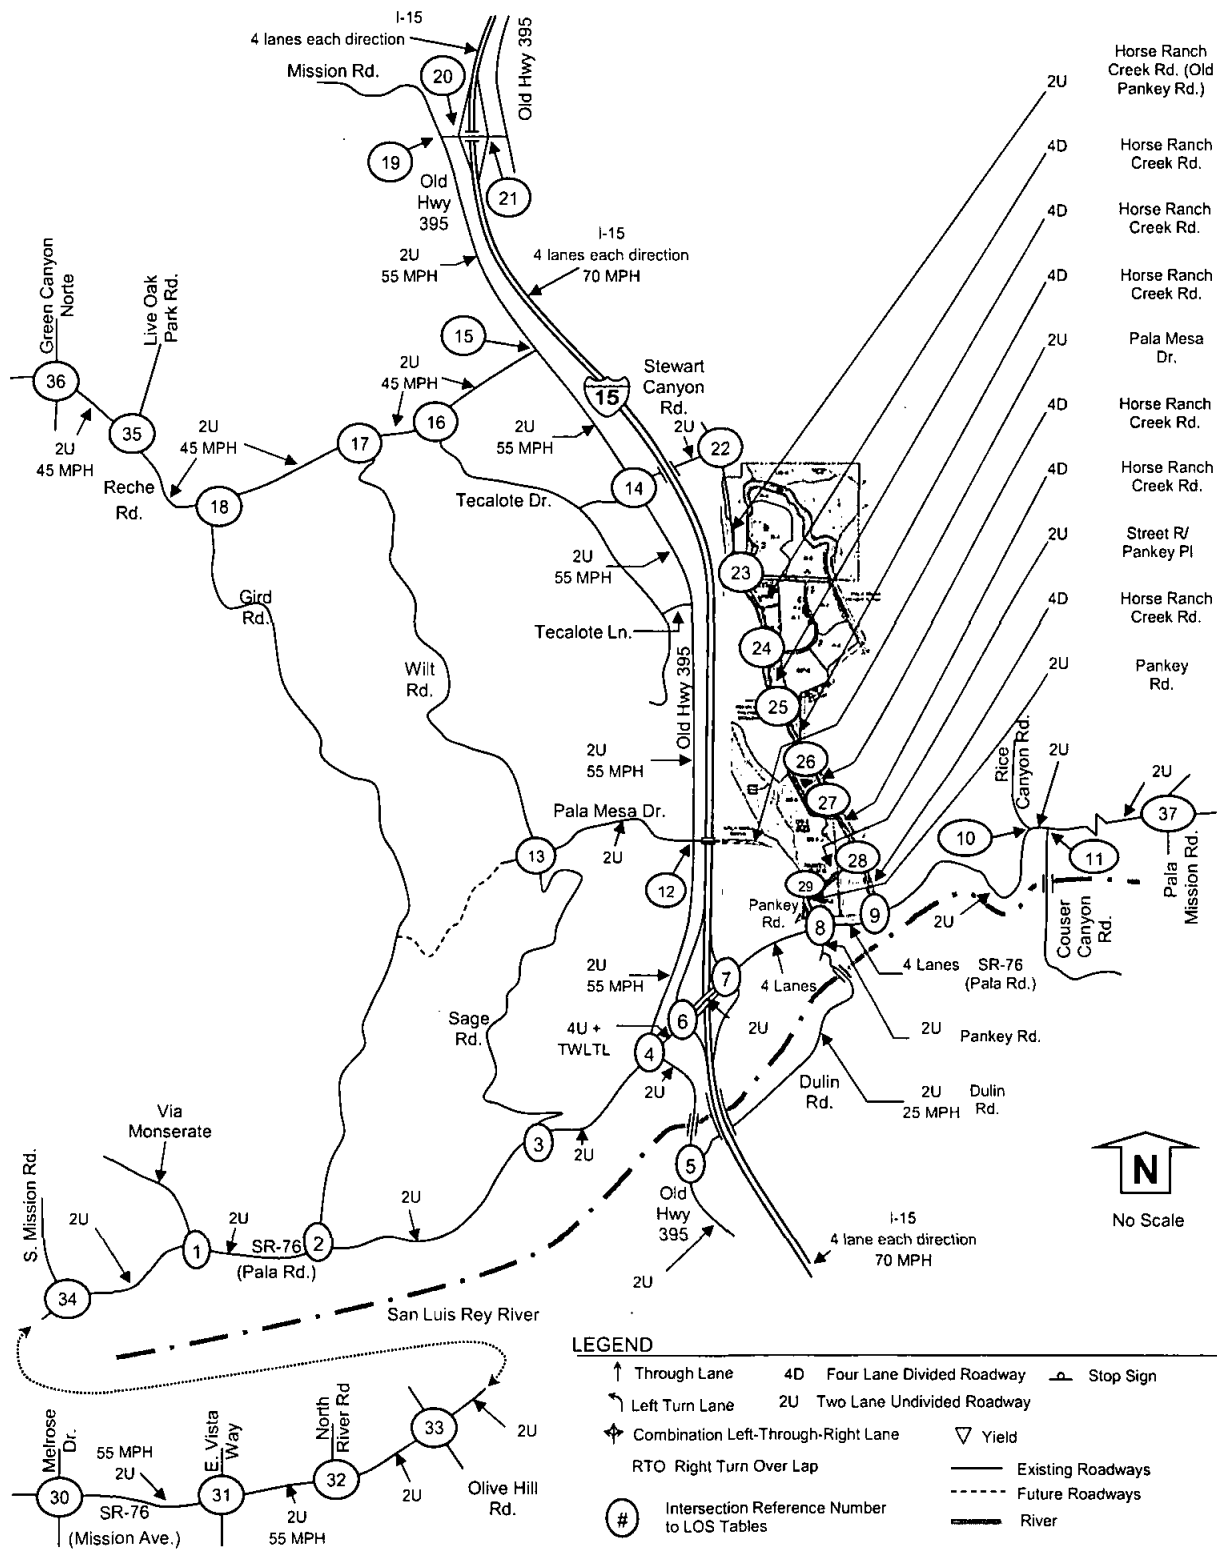 I-15
4 lanes each direction
Old Hwy 395
Mission Rd.
20
19
21
Old
Hwy
395
2U
55 MPH
I-15
4 lanes each direction
70 MPH
Horse Ranch
Creek Rd. (Old
Pankey Rd.)
2U
Horse Ranch
Creek Rd.
4D
Horse Ranch
Creek Rd.
4D
Horse Ranch
Creek Rd.
4D
Pala Mesa
Dr.
2U
Horse Ranch
Creek Rd.
4D
Horse Ranch
Creek Rd.
4D
Street R/
Pankey Pl
2U
Horse Ranch
Creek Rd.
4D
Pankey
Rd.
2U
Green Canyon
Norte
Live Oak
Park Rd.
36
35
2U
45 MPH
2U
45 MPH
Reche
Rd.
18
17
2U
45 MPH
16
15
15
Stewart
Canyon
Rd.
2U
22
2U
55 MPH
14
Tecalote Dr.
2U
55 MPH
Tecalote Ln.
Old Hwy 395
Gird
Rd.
Wilt
Rd.
23
24
25
26
27
28
29
2U
55 MPH
Pala Mesa Dr.
2U
13
12
Pankey
Rd.
8
9
Rice
Canyon Rd.
2U
2U
37
10
11
Pala
Mission Rd.
Couser
Canyon
Rd.
2U
4 Lanes
SR-76
(Pala Rd.)
4 Lanes
2U
55 MPH
7
6
2U
4U +
TWLTL
4
2U
Sage
Rd.
2U
Pankey Rd.
Dulin
Rd.
2U
25 MPH
Dulin
Rd.
Via
Monserate
S. Mission Rd.
2U
2U
1
SR-76
(Pala Rd.)
2
2U
3
2U
5
Old
Hwy
395
2U
I-15
4 lane each direction
70 MPH
N
No Scale
34
San Luis Rey River
Melrose
Dr.
55 MPH
2U
E. Vista
Way
North
River Rd
33
2U
30
SR-76
(Mission Ave.)
31
2U
55 MPH
32
2U
Olive Hill
Rd.
LEGEND
Through Lane
4D Four Lane Divided Roadway
Stop Sign
Left Turn Lane
2U Two Lane Undivided Roadway
Combination Left-Through-Right Lane
Yield
RTO Right Turn Over Lap
Existing Roadways
Future Roadways
# Intersection Reference Number
to LOS Tables
River